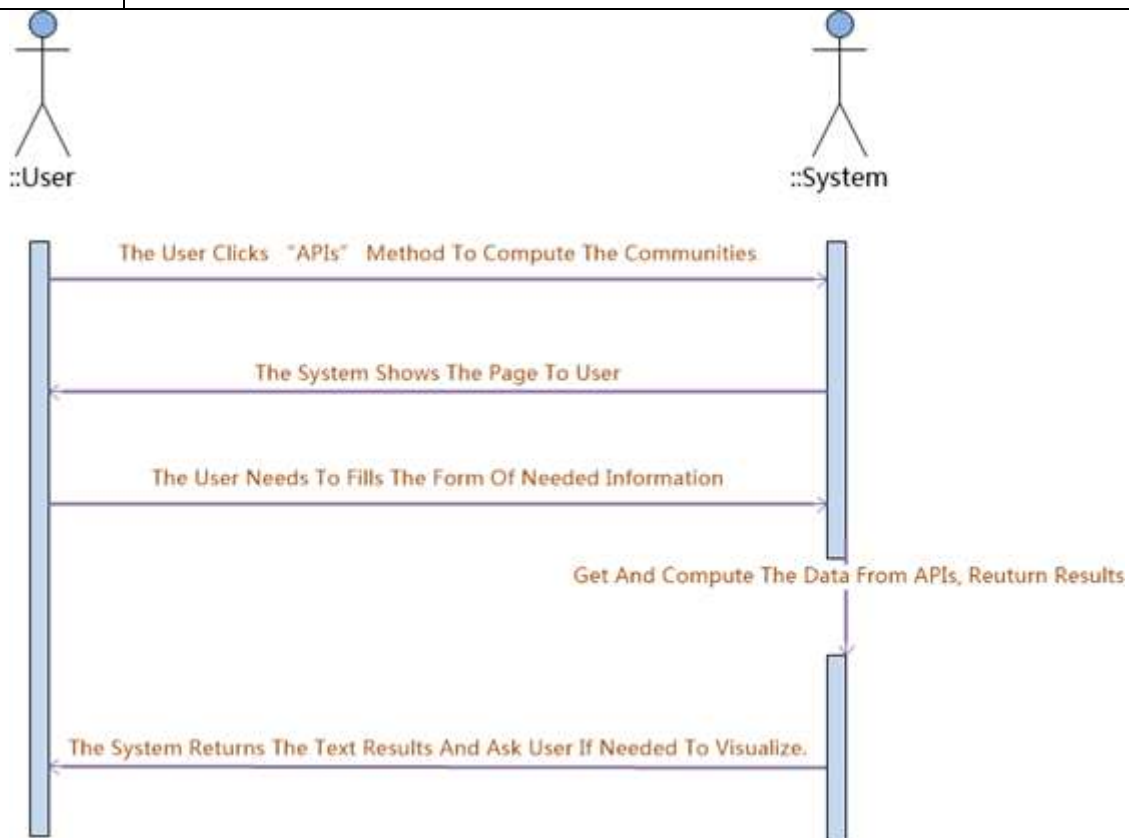 ::User
::System
The User Clicks “APIs” Method To Compute The Communities
The System Shows The Page To User
The User Needs To Fills The Form Of Needed Information
Get And Compute The Data From APIs, Reuturn Results
The System Returns The Text Results And Ask User If Needed To Visualize.